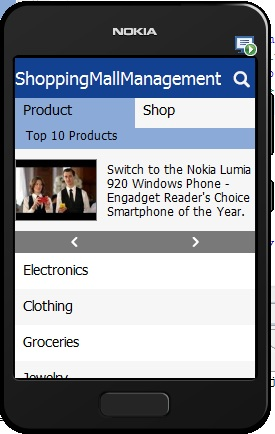 NOKIA
ShoppingMallManagement
Product
Shop
Top 10 Products
Switch to the Nokia Lumia
920 Windows Phone -
Engadget Reader's Choice
Smartphone of the Year.
Electronics
Clothing
Groceries
Jewelry